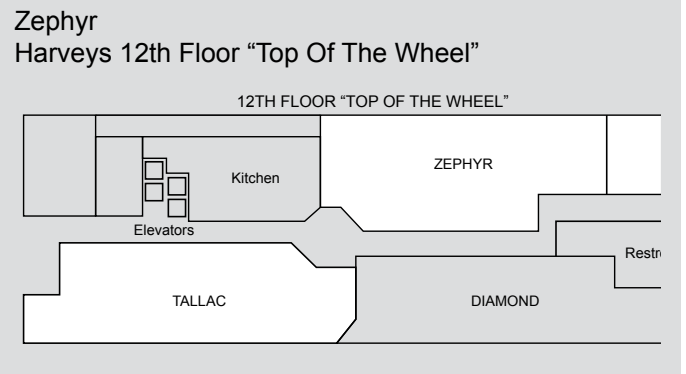 Zephyr
Harveys 12th Floor “Top Of The Wheel”
12TH FLOOR “TOP OF THE WHEEL”
ZEPHYR
Kitchen
Elevators
Restro
TALLAC
DIAMOND